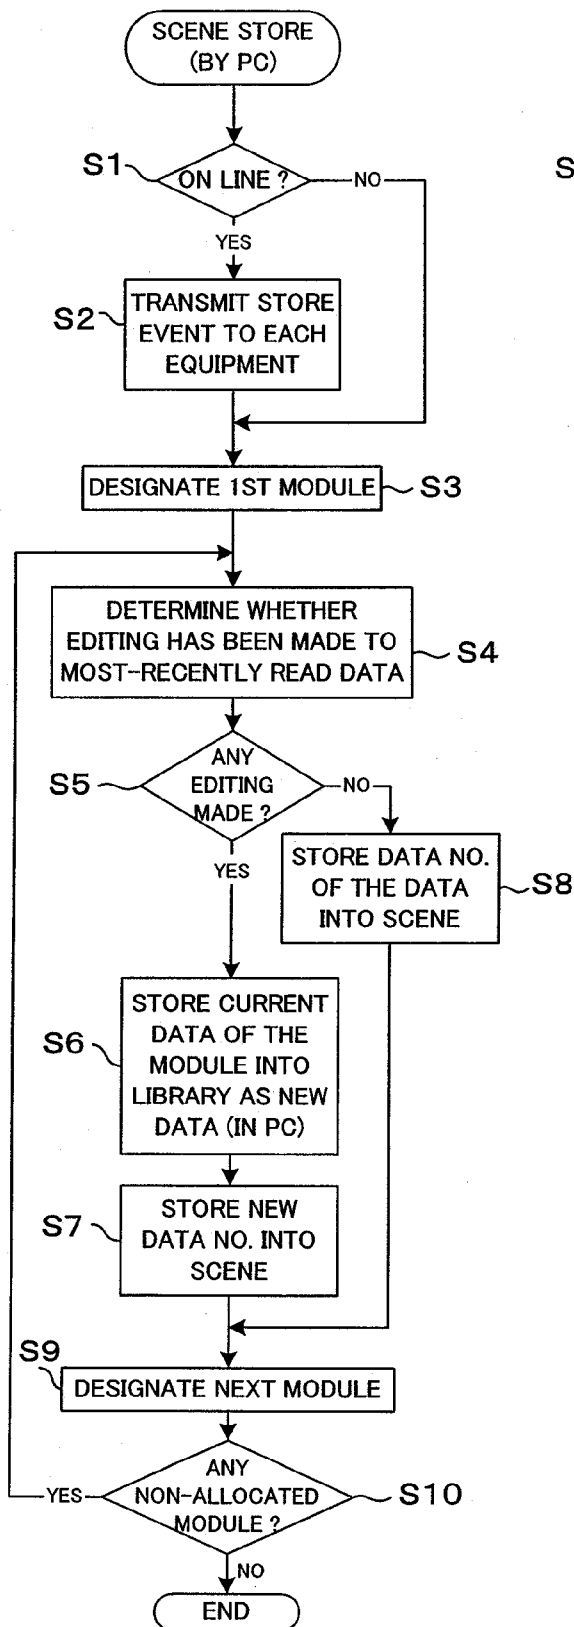 SCENE STORE
(BY PC)
S1
ON LINE ?
NO
S
YES
S2
TRANSMIT STORE
EVENT TO EACH
EQUIPMENT
DESIGNATE 1ST MODULE
S3
DETERMINE WHETHER
EDITING HAS BEEN MADE TO
MOST-RECENTLY READ DATA
S4
S5
ANY
EDITING
MADE ?
NO
YES
STORE DATA NO.
OF THE DATA
INTO SCENE
S8
S6
STORE CURRENT
DATA OF THE
MODULE INTO
LIBRARY AS NEW
DATA (IN PC)
S7
STORE NEW
DATA NO. INTO
SCENE
S9
DESIGNATE NEXT MODULE
YES
ANY
NON-ALLOCATED
MODULE ?
S10
NO
END